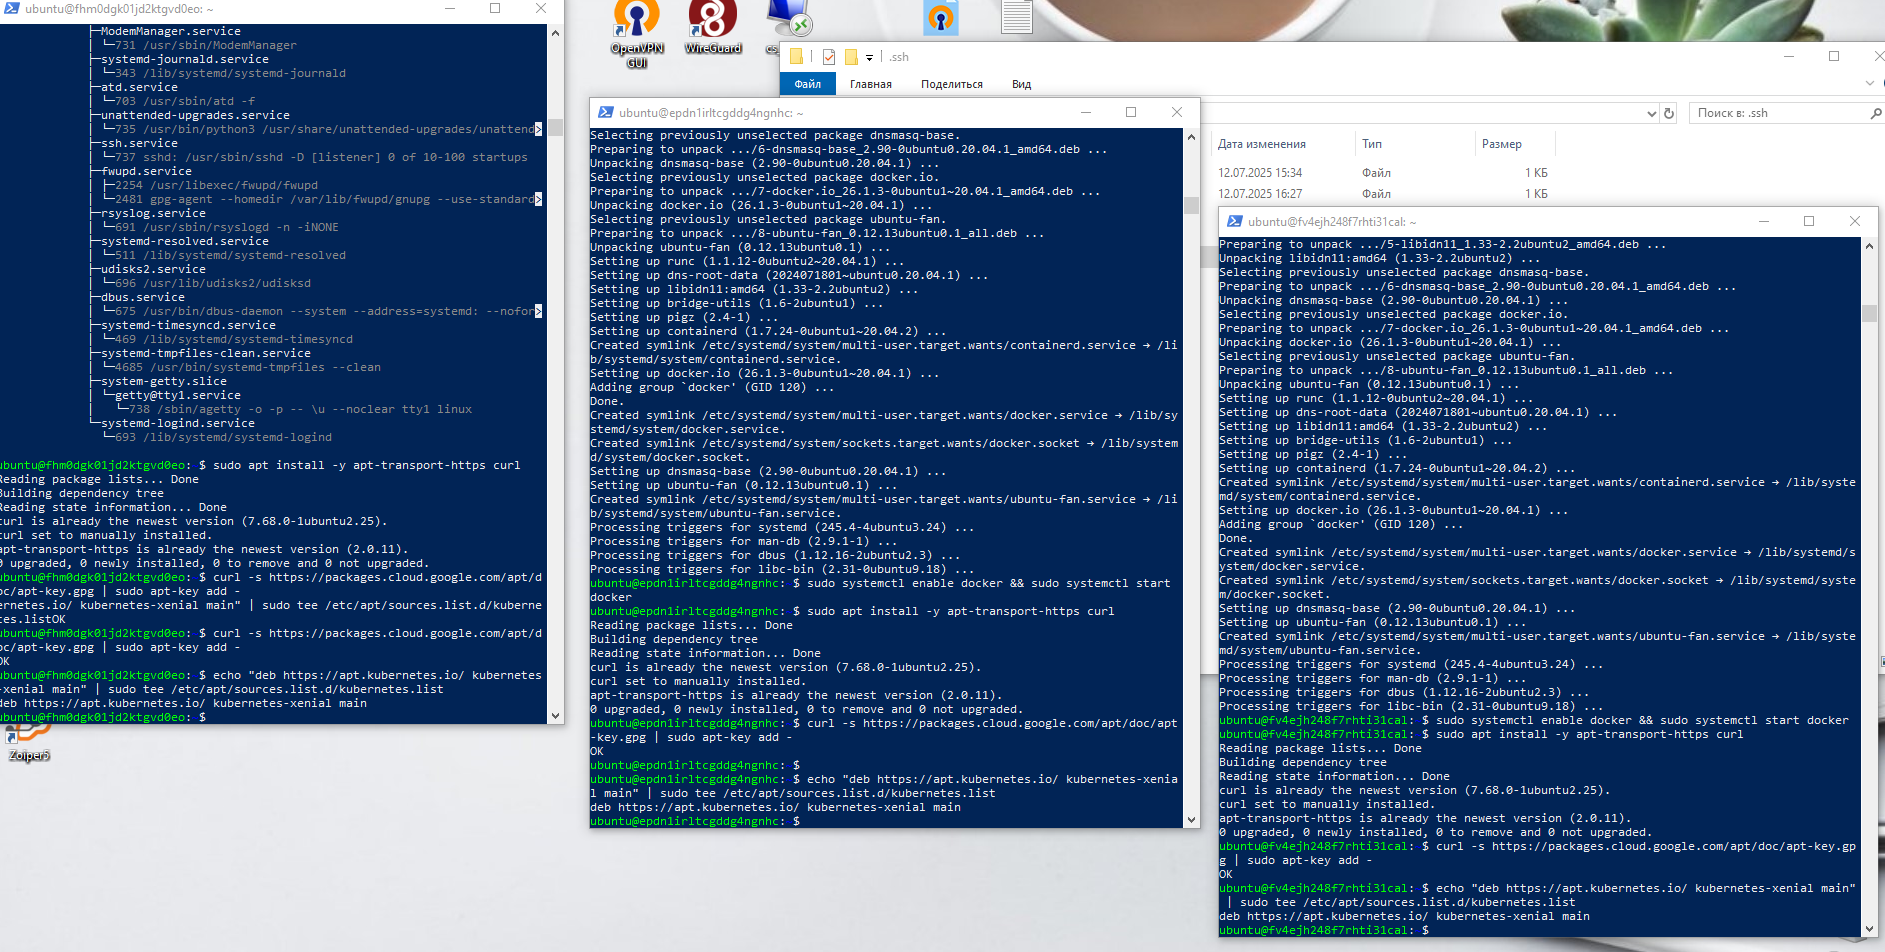 ubuntu@fhm0dgk01jd2ktgvd0eo: ~
├─ModemManager.service
│ └─731 /usr/sbin/ModemManager
├─systemd-journald.service
│ └─343 /lib/systemd/systemd-journald
├─atd.service
│ └─703 /usr/sbin/atd -f
├─unattended-upgrades.service
│ └─735 /usr/bin/python3 /usr/share/unattended-upgrades/unattend>
├─ssh.service
│ └─737 sshd: /usr/sbin/sshd -D [listener] 0 of 10-100 startups
├─fwupd.service
│ ├─2254 /usr/libexec/fwupd/fwupd
│ └─2481 gpg-agent --homedir /var/lib/fwupd/gnupg --use-standard>
├─rsyslog.service
│ └─691 /usr/sbin/rsyslogd -n -iNONE
├─systemd-resolved.service
│ └─511 /lib/systemd/systemd-resolved
├─udisks2.service
│ └─696 /usr/lib/udisks2/udisksd
├─dbus.service
│ └─675 /usr/bin/dbus-daemon --system --address=systemd: --nofor>
├─systemd-timesyncd.service
│ └─469 /lib/systemd/systemd-timesyncd
├─systemd-tmpfiles-clean.service
│ └─4685 /usr/bin/systemd-tmpfiles --clean
├─system-getty.slice
│ └─getty@tty1.service
│   └─738 /sbin/agetty -o -p -- \u --noclear tty1 linux
└─systemd-logind.service
  └─693 /lib/systemd/systemd-logind
ubuntu@fhm0dgk01jd2ktgvd0eo: $ sudo apt install -y apt-transport-https curl
Reading package lists... Done
Building dependency tree
Reading state information... Done
curl is already the newest version (7.68.0-1ubuntu2.25).
curl set to manually installed.
apt-transport-https is already the newest version (2.0.11).
0 upgraded, 0 newly installed, 0 to remove and 0 not upgraded.
ubuntu@fhm0dgk01jd2ktgvd0eo: $ curl -s https://packages.cloud.google.com/apt/d
oc/apt-key.gpg | sudo apt-key add -
ernetes.io/ kubernetes-xenial main" | sudo tee /etc/apt/sources.list.d/kuberne
tes.listOK
ubuntu@fhm0dgk01jd2ktgvd0eo: $ curl -s https://packages.cloud.google.com/apt/d
oc/apt-key.gpg | sudo apt-key add -
OK
ubuntu@fhm0dgk01jd2ktgvd0eo: $ echo "deb https://apt.kubernetes.io/ kubernetes
-xenial main" | sudo tee /etc/apt/sources.list.d/kubernetes.list
deb https://apt.kubernetes.io/ kubernetes-xenial main
ubuntu@fhm0dgk01jd2ktgvd0eo: $
Zoiper5
OpenVPN
GUI
WireGuard
.ssh
Файл
Главная
Поделиться
Вид
Поиск в: .ssh
Дата изменения
Тип
Размер
12.07.2025 15:34
Файл
1 КБ
12.07.2025 16:27
Файл
1 КБ
ubuntu@epdn1irltcgddg4ngnhc: ~
Selecting previously unselected package dnsmasq-base.
Preparing to unpack .../6-dnsmasq-base_2.90-0ubuntu0.20.04.1_amd64.deb ...
Unpacking dnsmasq-base (2.90-0ubuntu0.20.04.1) ...
Selecting previously unselected package docker.io.
Preparing to unpack .../7-docker.io_26.1.3-0ubuntu1~20.04.1_amd64.deb ...
Unpacking docker.io (26.1.3-0ubuntu1~20.04.1) ...
Selecting previously unselected package ubuntu-fan.
Preparing to unpack .../8-ubuntu-fan_0.12.13ubuntu0.1_all.deb ...
Unpacking ubuntu-fan (0.12.13ubuntu0.1) ...
Setting up runc (1.1.12-0ubuntu2~20.04.1) ...
Setting up dns-root-data (2024071801~ubuntu0.20.04.1) ...
Setting up libidn11:amd64 (1.33-2.2ubuntu2) ...
Setting up bridge-utils (1.6-2ubuntu1) ...
Setting up pigz (2.4-1) ...
Setting up containerd (1.7.24-0ubuntu1~20.04.2) ...
Created symlink /etc/systemd/system/multi-user.target.wants/containerd.service → /li
b/systemd/system/containerd.service.
Setting up docker.io (26.1.3-0ubuntu1~20.04.1) ...
Adding group `docker' (GID 120) ...
Done.
Created symlink /etc/systemd/system/multi-user.target.wants/docker.service → /lib/sy
stemd/system/docker.service.
Created symlink /etc/systemd/system/sockets.target.wants/docker.socket → /lib/system
d/system/docker.socket.
Setting up dnsmasq-base (2.90-0ubuntu0.20.04.1) ...
Setting up ubuntu-fan (0.12.13ubuntu0.1) ...
Created symlink /etc/systemd/system/multi-user.target.wants/ubuntu-fan.service → /li
b/systemd/system/ubuntu-fan.service.
Processing triggers for systemd (245.4-4ubuntu3.24) ...
Processing triggers for man-db (2.9.1-1) ...
Processing triggers for dbus (1.12.16-2ubuntu2.3) ...
Processing triggers for libc-bin (2.31-0ubuntu9.18) ...
ubuntu@epdn1irltcgddg4ngnhc: $ sudo systemctl enable docker && sudo systemctl start
docker
ubuntu@epdn1irltcgddg4ngnhc: $ sudo apt install -y apt-transport-https curl
Reading package lists... Done
Building dependency tree
Reading state information... Done
curl is already the newest version (7.68.0-1ubuntu2.25).
curl set to manually installed.
apt-transport-https is already the newest version (2.0.11).
0 upgraded, 0 newly installed, 0 to remove and 0 not upgraded.
ubuntu@epdn1irltcgddg4ngnhc: $ curl -s https://packages.cloud.google.com/apt/doc/apt
-key.gpg | sudo apt-key add -
OK
ubuntu@epdn1irltcgddg4ngnhc: $
ubuntu@epdn1irltcgddg4ngnhc: $ echo "deb https://apt.kubernetes.io/ kubernetes-xenia
l main" | sudo tee /etc/apt/sources.list.d/kubernetes.list
deb https://apt.kubernetes.io/ kubernetes-xenial main
ubuntu@epdn1irltcgddg4ngnhc: $
ubuntu@fv4ejh248f7rhti31cal: ~
Preparing to unpack .../5-libidn11_1.33-2.2ubuntu2_amd64.deb ...
Unpacking libidn11:amd64 (1.33-2.2ubuntu2) ...
Selecting previously unselected package dnsmasq-base.
Preparing to unpack .../6-dnsmasq-base_2.90-0ubuntu0.20.04.1_amd64.deb ...
Unpacking dnsmasq-base (2.90-0ubuntu0.20.04.1) ...
Selecting previously unselected package docker.io.
Preparing to unpack .../7-docker.io_26.1.3-0ubuntu1~20.04.1_amd64.deb ...
Unpacking docker.io (26.1.3-0ubuntu1~20.04.1) ...
Selecting previously unselected package ubuntu-fan.
Preparing to unpack .../8-ubuntu-fan_0.12.13ubuntu0.1_all.deb ...
Unpacking ubuntu-fan (0.12.13ubuntu0.1) ...
Setting up runc (1.1.12-0ubuntu2~20.04.1) ...
Setting up dns-root-data (2024071801~ubuntu0.20.04.1) ...
Setting up libidn11:amd64 (1.33-2.2ubuntu2) ...
Setting up bridge-utils (1.6-2ubuntu1) ...
Setting up pigz (2.4-1) ...
Setting up containerd (1.7.24-0ubuntu1~20.04.2) ...
Created symlink /etc/systemd/system/multi-user.target.wants/containerd.service → /lib/syste
md/system/containerd.service.
Setting up docker.io (26.1.3-0ubuntu1~20.04.1) ...
Adding group `docker' (GID 120) ...
Done.
Created symlink /etc/systemd/system/multi-user.target.wants/docker.service → /lib/systemd/s
ystem/docker.service.
Created symlink /etc/systemd/system/sockets.target.wants/docker.socket → /lib/systemd/syste
m/docker.socket.
Setting up dnsmasq-base (2.90-0ubuntu0.20.04.1) ...
Setting up ubuntu-fan (0.12.13ubuntu0.1) ...
Created symlink /etc/systemd/system/multi-user.target.wants/ubuntu-fan.service → /lib/syste
md/system/ubuntu-fan.service.
Processing triggers for systemd (245.4-4ubuntu3.24) ...
Processing triggers for man-db (2.9.1-1) ...
Processing triggers for dbus (1.12.16-2ubuntu2.3) ...
Processing triggers for libc-bin (2.31-0ubuntu9.18) ...
ubuntu@fv4ejh248f7rhti31cal: $ sudo systemctl enable docker && sudo systemctl start docker
ubuntu@fv4ejh248f7rhti31cal: $ sudo apt install -y apt-transport-https curl
Reading package lists... Done
Building dependency tree
Reading state information... Done
curl is already the newest version (7.68.0-1ubuntu2.25).
curl set to manually installed.
apt-transport-https is already the newest version (2.0.11).
0 upgraded, 0 newly installed, 0 to remove and 0 not upgraded.
ubuntu@fv4ejh248f7rhti31cal: $ curl -s https://packages.cloud.google.com/apt/doc/apt-key.gp
g | sudo apt-key add -
OK
ubuntu@fv4ejh248f7rhti31cal: $ echo "deb https://apt.kubernetes.io/ kubernetes-xenial main"
 | sudo tee /etc/apt/sources.list.d/kubernetes.list
deb https://apt.kubernetes.io/ kubernetes-xenial main
ubuntu@fv4ejh248f7rhti31cal: $